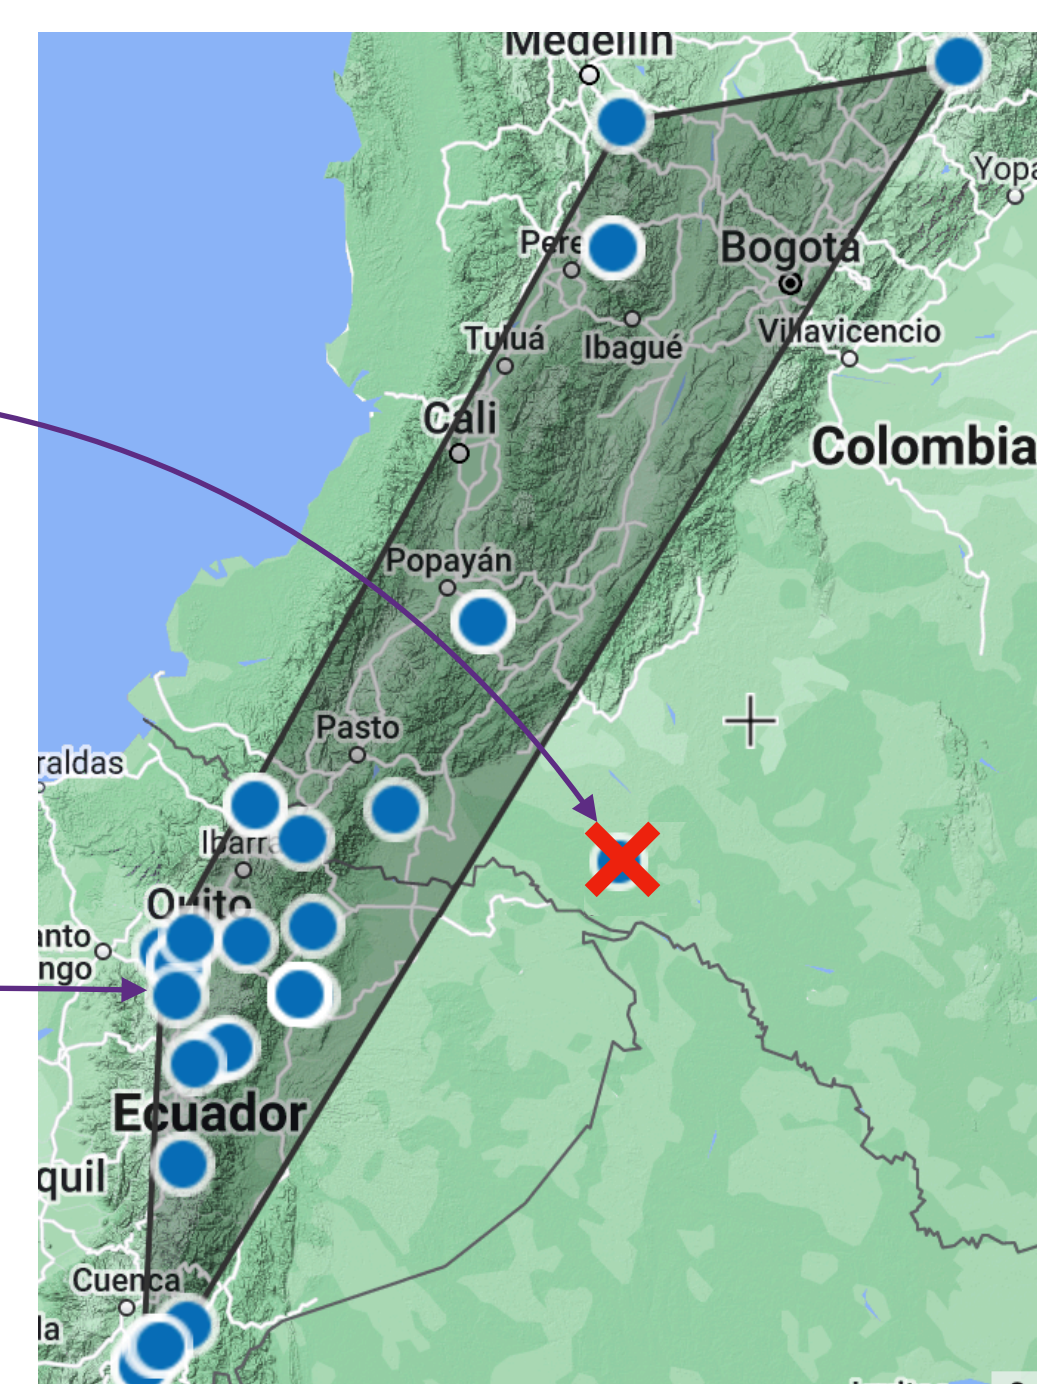 Medellín
Yopa
Pere
Bogotá
Tuluá
Ibagué
Villavicencio
Cali
Colombia
Popayán
Pasto
raldas
Ibarra
Quito
anto
ngo
Ecuador
quil
Cuenca
la